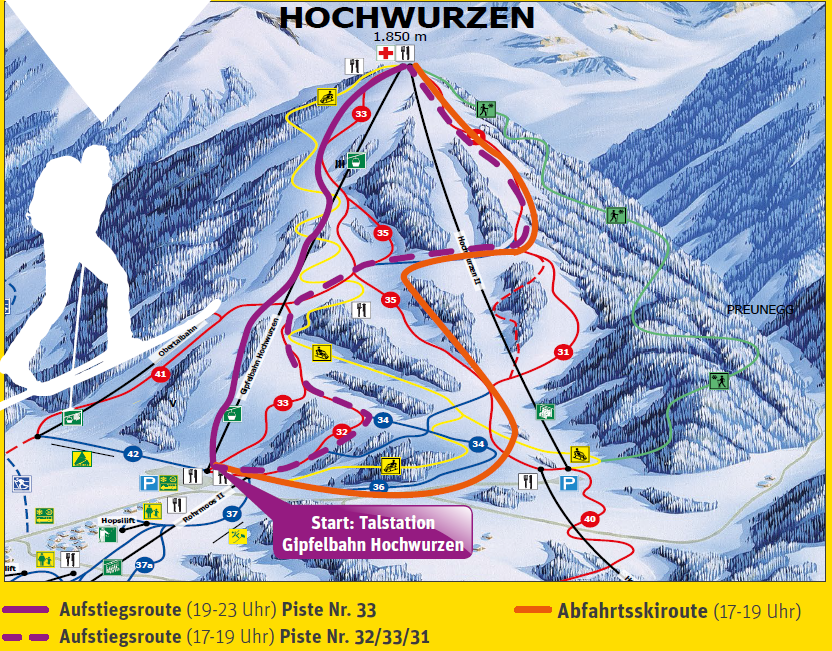 HOCHWURZEN
1.850 m
33
III
35
Hochwurzen II
35
PREUNEGG
Gipfelbahn Hochwurzen
Obertalbahn
31
41
33
32
34
34
42
36
P
P
Hopsilift
Rohrmoos II
37
40
37a
lift
Start: Talstation
Gipfelbahn Hochwurzen
Aufstiegsroute (19-23 Uhr) Piste Nr. 33
Abfahrtsskiroute (17-19 Uhr)
Aufstiegsroute (17-19 Uhr) Piste Nr. 32/33/31